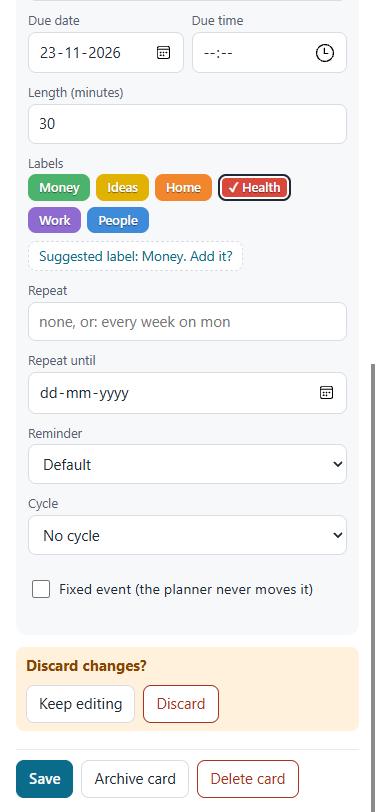 Due date Due time
23-11-2026 --:--
Length (minutes)
30
Labels
Money Ideas Home ✓ Health
Work People
Suggested label: Money. Add it?
Repeat
none, or: every week on mon
Repeat until
dd-mm-yyyy
Reminder
Default
Cycle
No cycle
Fixed event (the planner never moves it)
Discard changes?
Keep editing Discard
Save Archive card Delete card